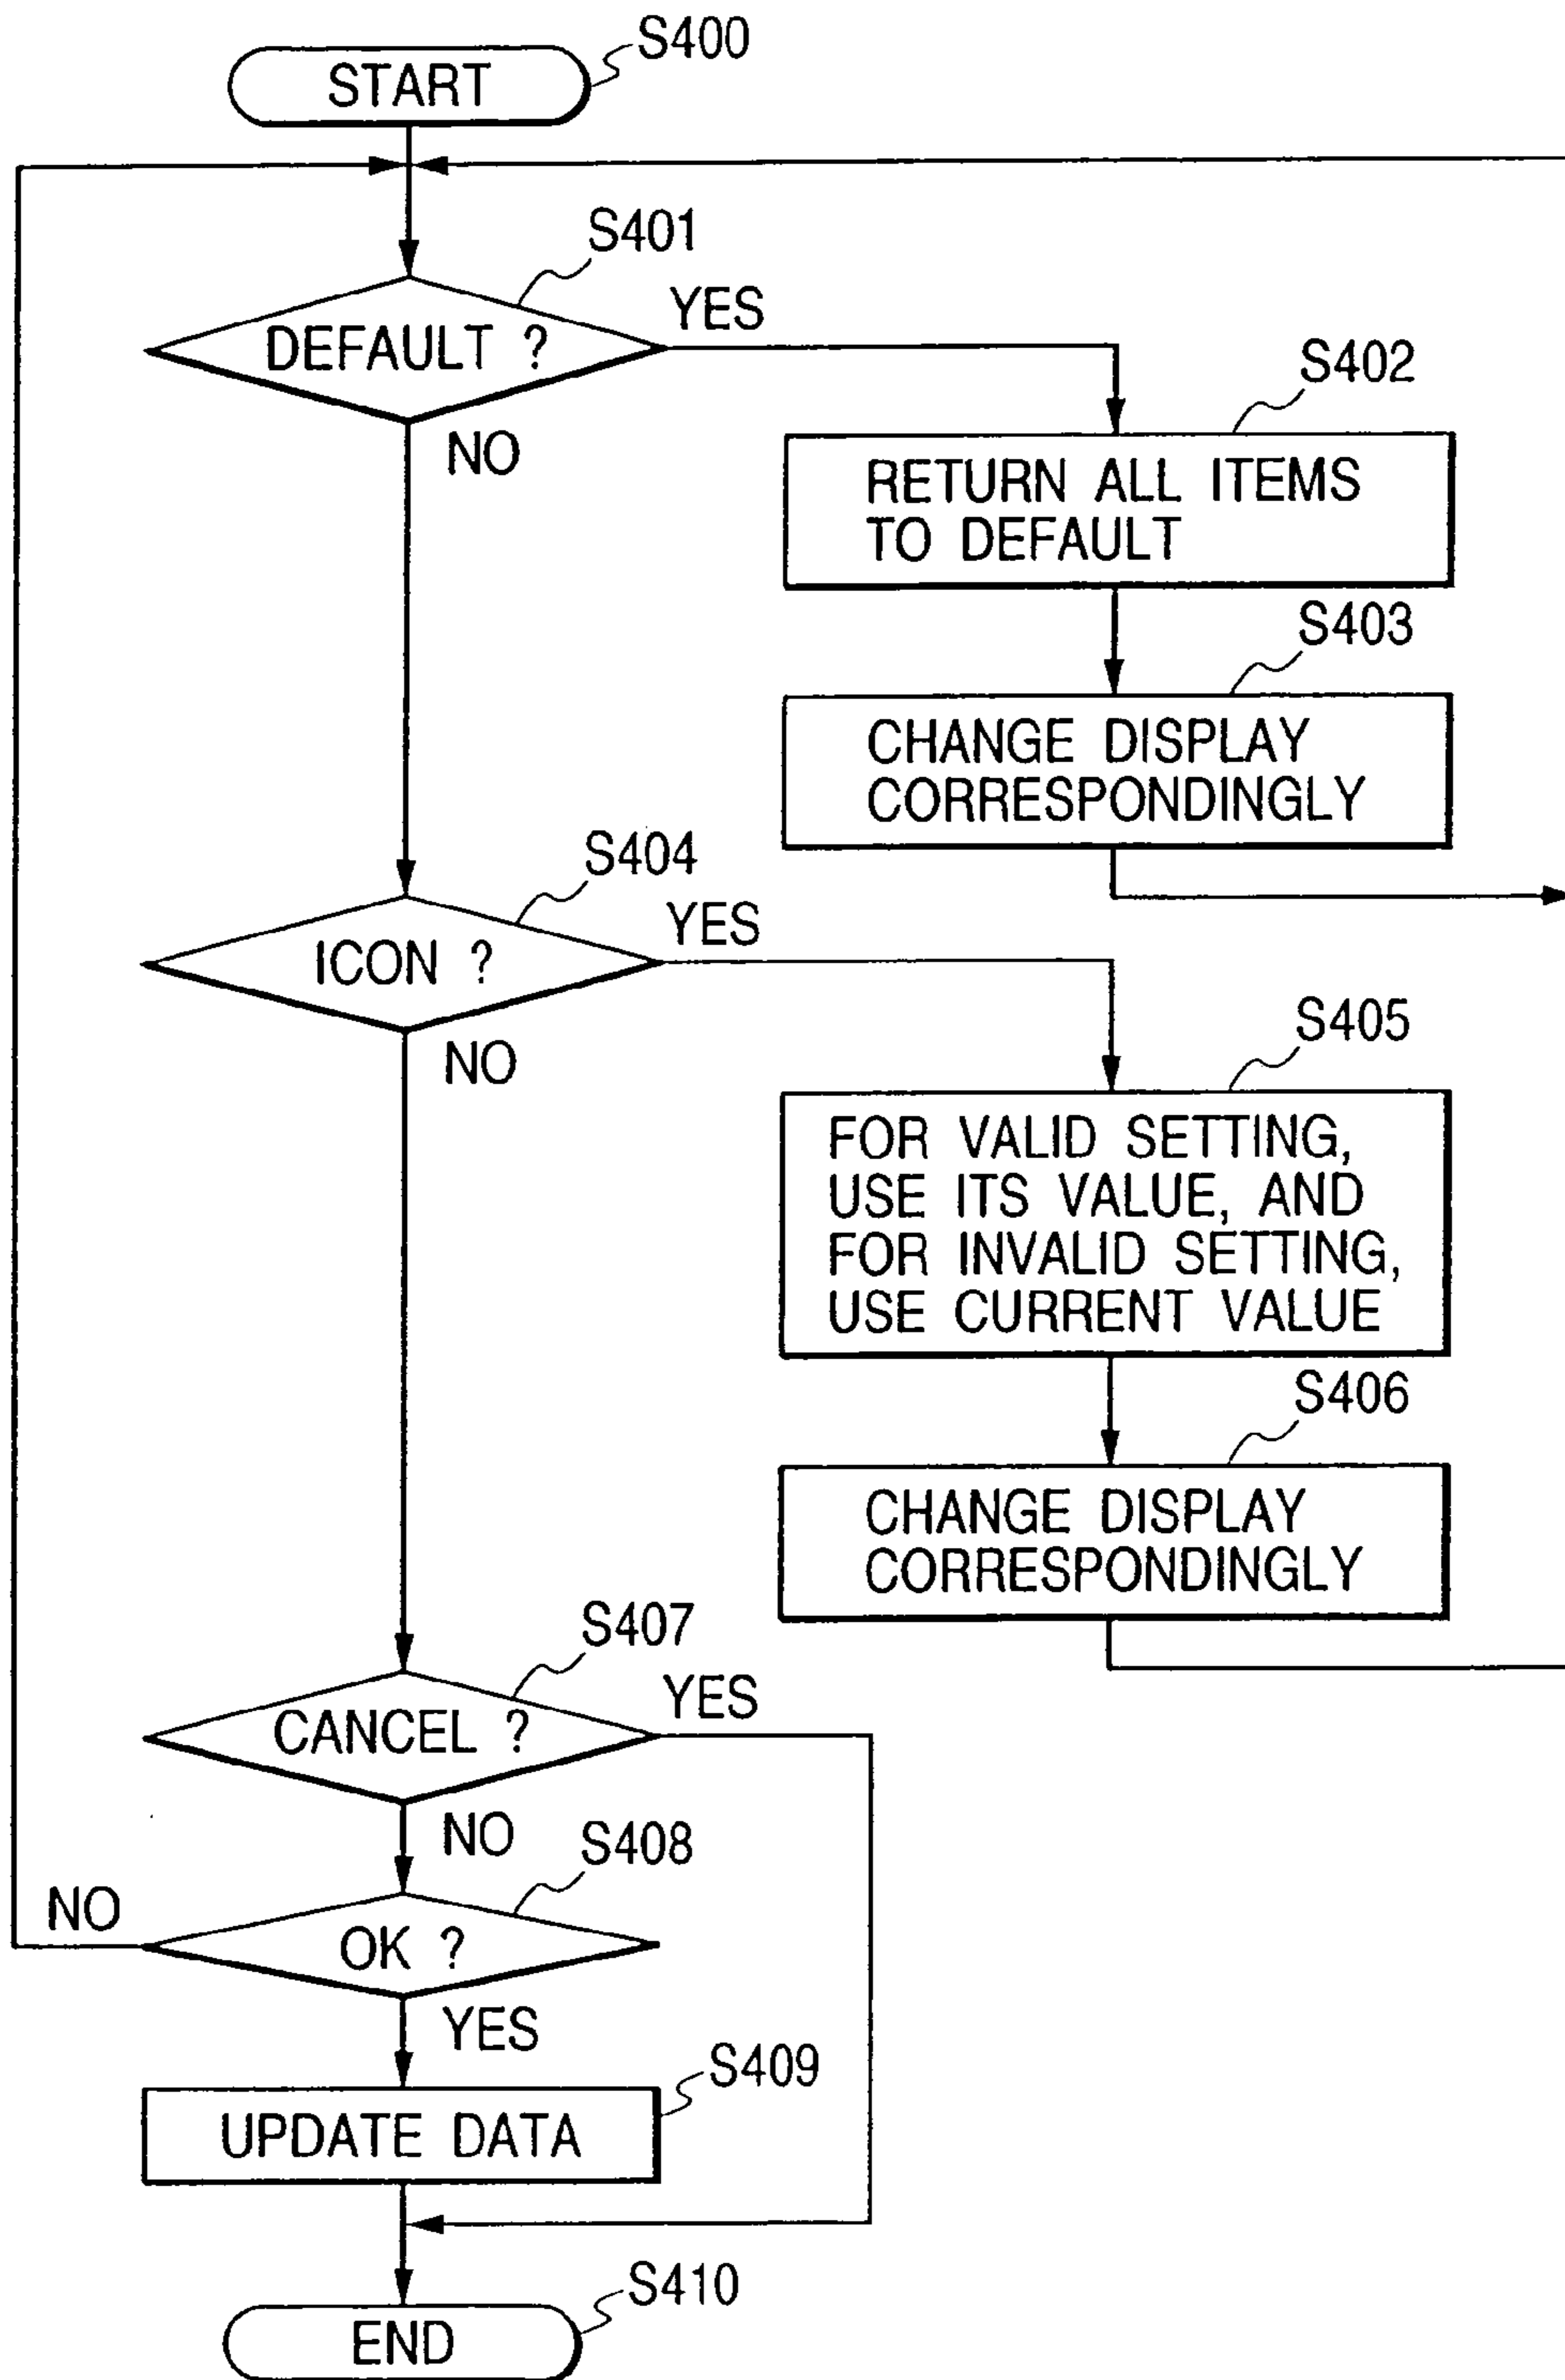 START
S400
S401
DEFAULT ?
YES
NO
S402
RETURN ALL ITEMS
TO DEFAULT
S403
CHANGE DISPLAY
CORRESPONDINGLY
S404
ICON ?
YES
NO
S405
FOR VALID SETTING,
USE ITS VALUE, AND
FOR INVALID SETTING,
USE CURRENT VALUE
S406
CHANGE DISPLAY
CORRESPONDINGLY
S407
CANCEL ?
YES
NO
S408
OK ?
NO
YES
S409
UPDATE DATA
S410
END